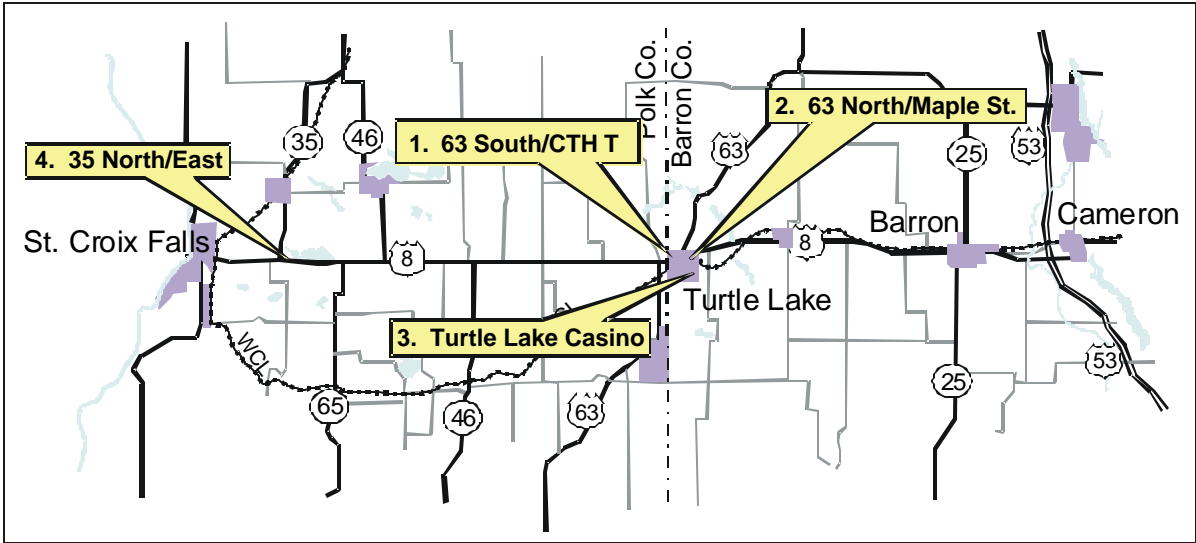 Polk Co.
Barron Co.
2. 63 North/Maple St.
35
46
1. 63 South/CTH T
63
25
53
4. 35 North/East
St. Croix Falls
8
8
Barron
Cameron
Turtle Lake
3. Turtle Lake Casino
WCL
53
65
46
63
25